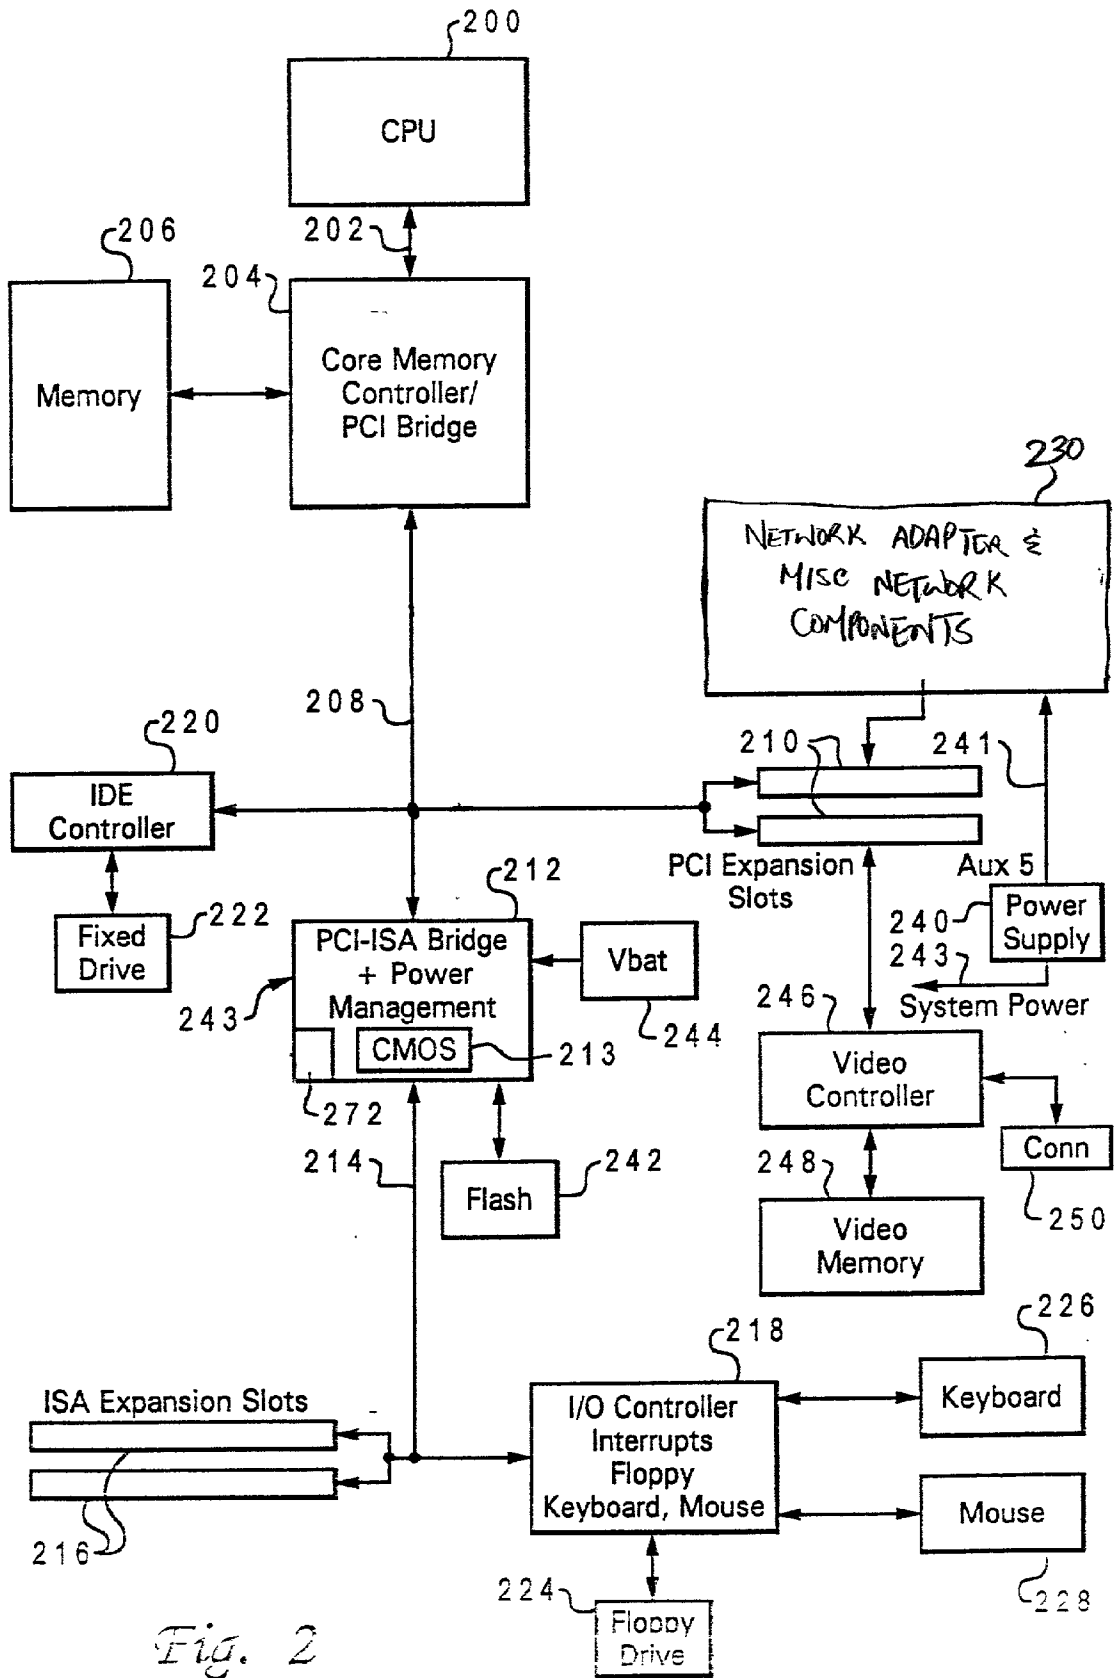 200
CPU
202
206
204
Memory
Core Memory
Controller/
PCI Bridge
230
NETWORK ADAPTER &
MISC NETWORK
COMPONENTS
208
220
IDE
Controller
210
241
PCI Expansion
Slots
Aux 5
222
Fixed
Drive
212
PCI-ISA Bridge
+ Power
Management
CMOS
213
243
272
Vbat
244
240
Power
Supply
243
System Power
246
Video
Controller
Conn
250
248
Video
Memory
214
242
Flash
218
226
ISA Expansion Slots
I/O Controller
Interrupts
Floppy
Keyboard, Mouse
Keyboard
Mouse
216
228
224
Floppy
Drive
Fig. 2